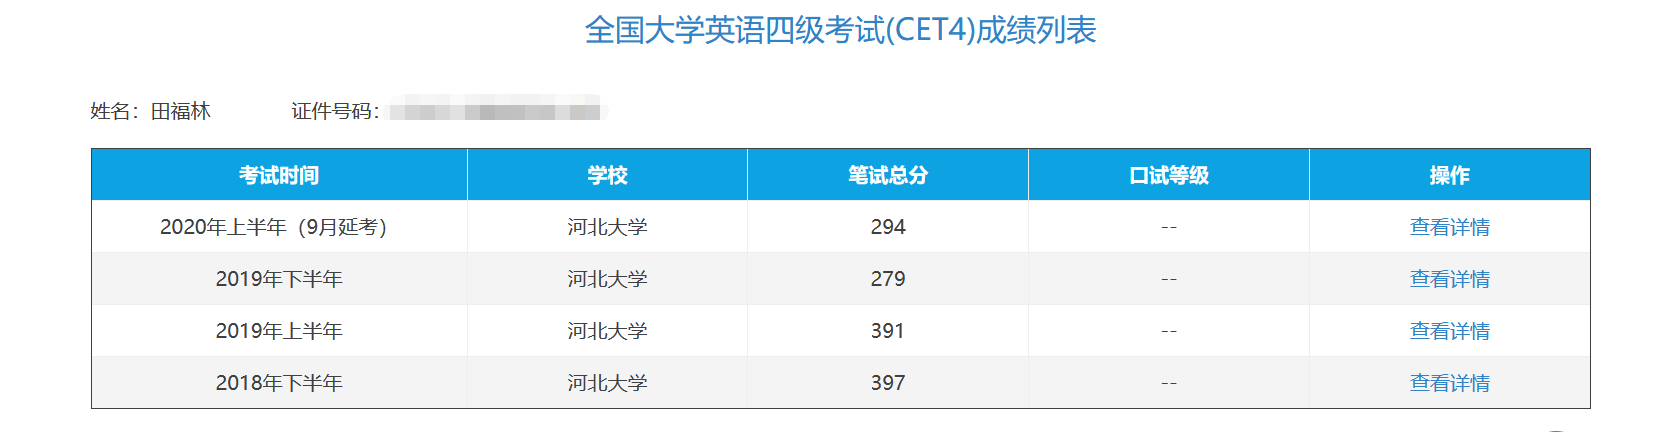 全国大学英语四级考试(CET4)成绩列表
姓名：田福林 证件号码：
考试时间 学校 笔试总分 口试等级 操作
2020年上半年（9月延考） 河北大学 294 -- 查看详情
2019年下半年 河北大学 279 -- 查看详情
2019年上半年 河北大学 391 -- 查看详情
2018年下半年 河北大学 397 -- 查看详情